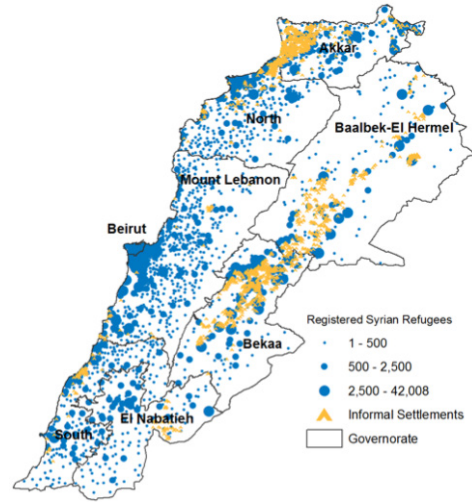 Akkar
North
Baalbek-El Hermel
Mount Lebanon
Beirut
Bekaa
El Nabatieh
South
Registered Syrian Refugees
1 - 500
500 - 2,500
2,500 - 42,008
Informal Settlements
Governorate